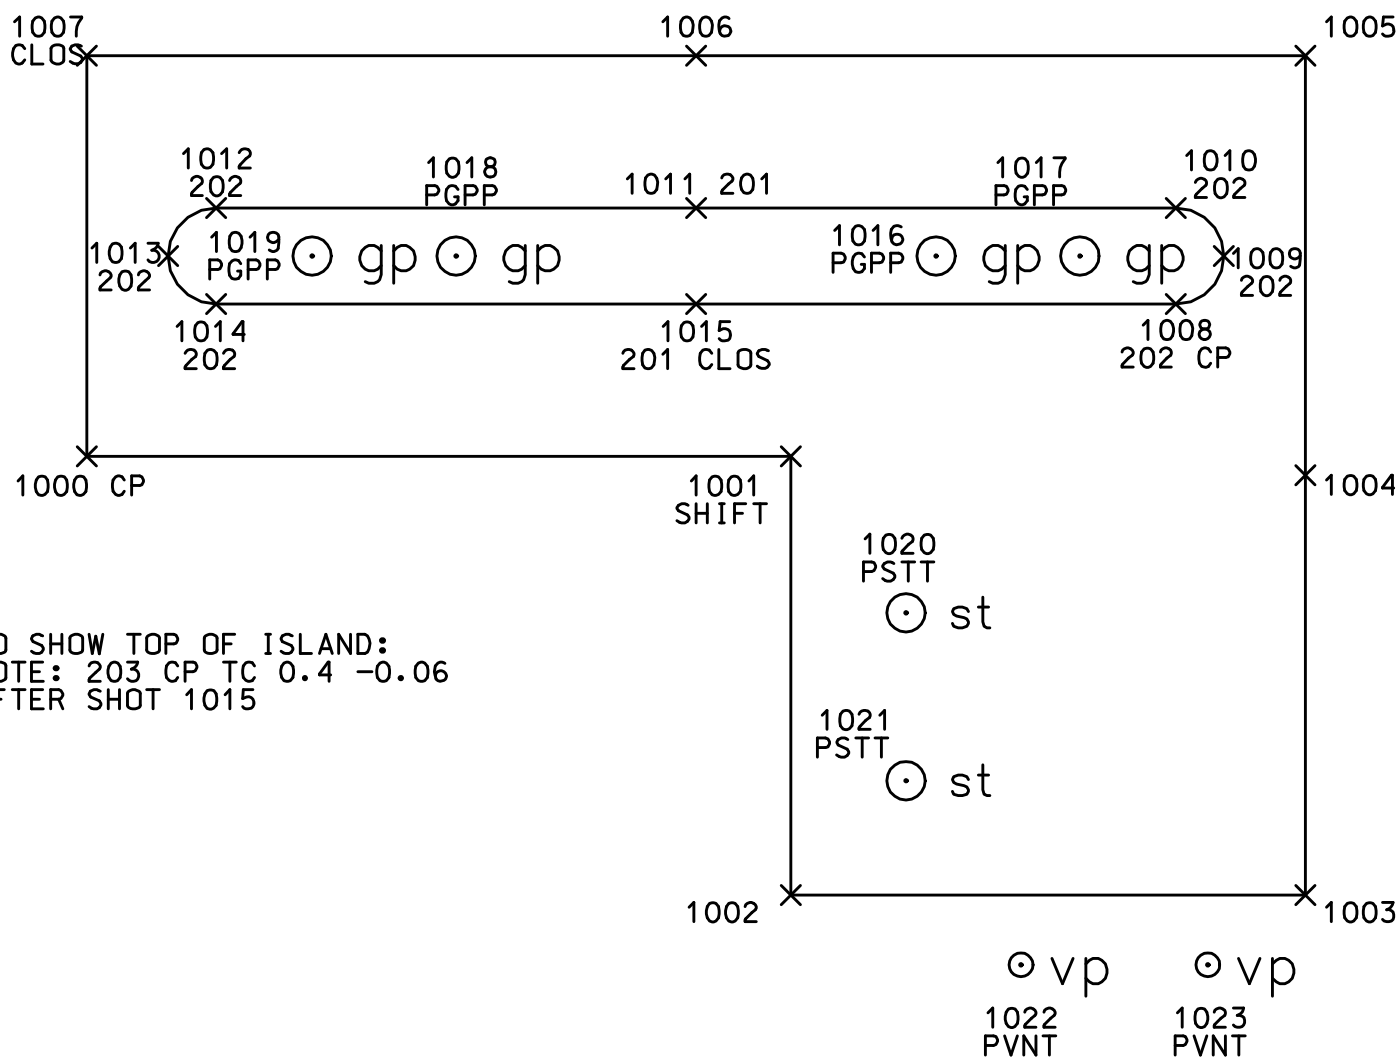 1007
CLOS
1006
1005
1012
202
1018
PGPP
1011 201
1017
PGPP
1010
202
1013
202
1019
PGPP
gp
gp
1016
PGPP
gp
gp
1009
202
1014
202
1015
201 CLOS
1008
202 CP
1000 CP
1001
SHIFT
1004
1020
PSTT
st
SHOW TOP OF ISLAND:
203 CP TC 0.4 -0.06
SHOT 1015
1021
PSTT
st
1002
1003
vp
vp
1022
PVNT
1023
PVNT